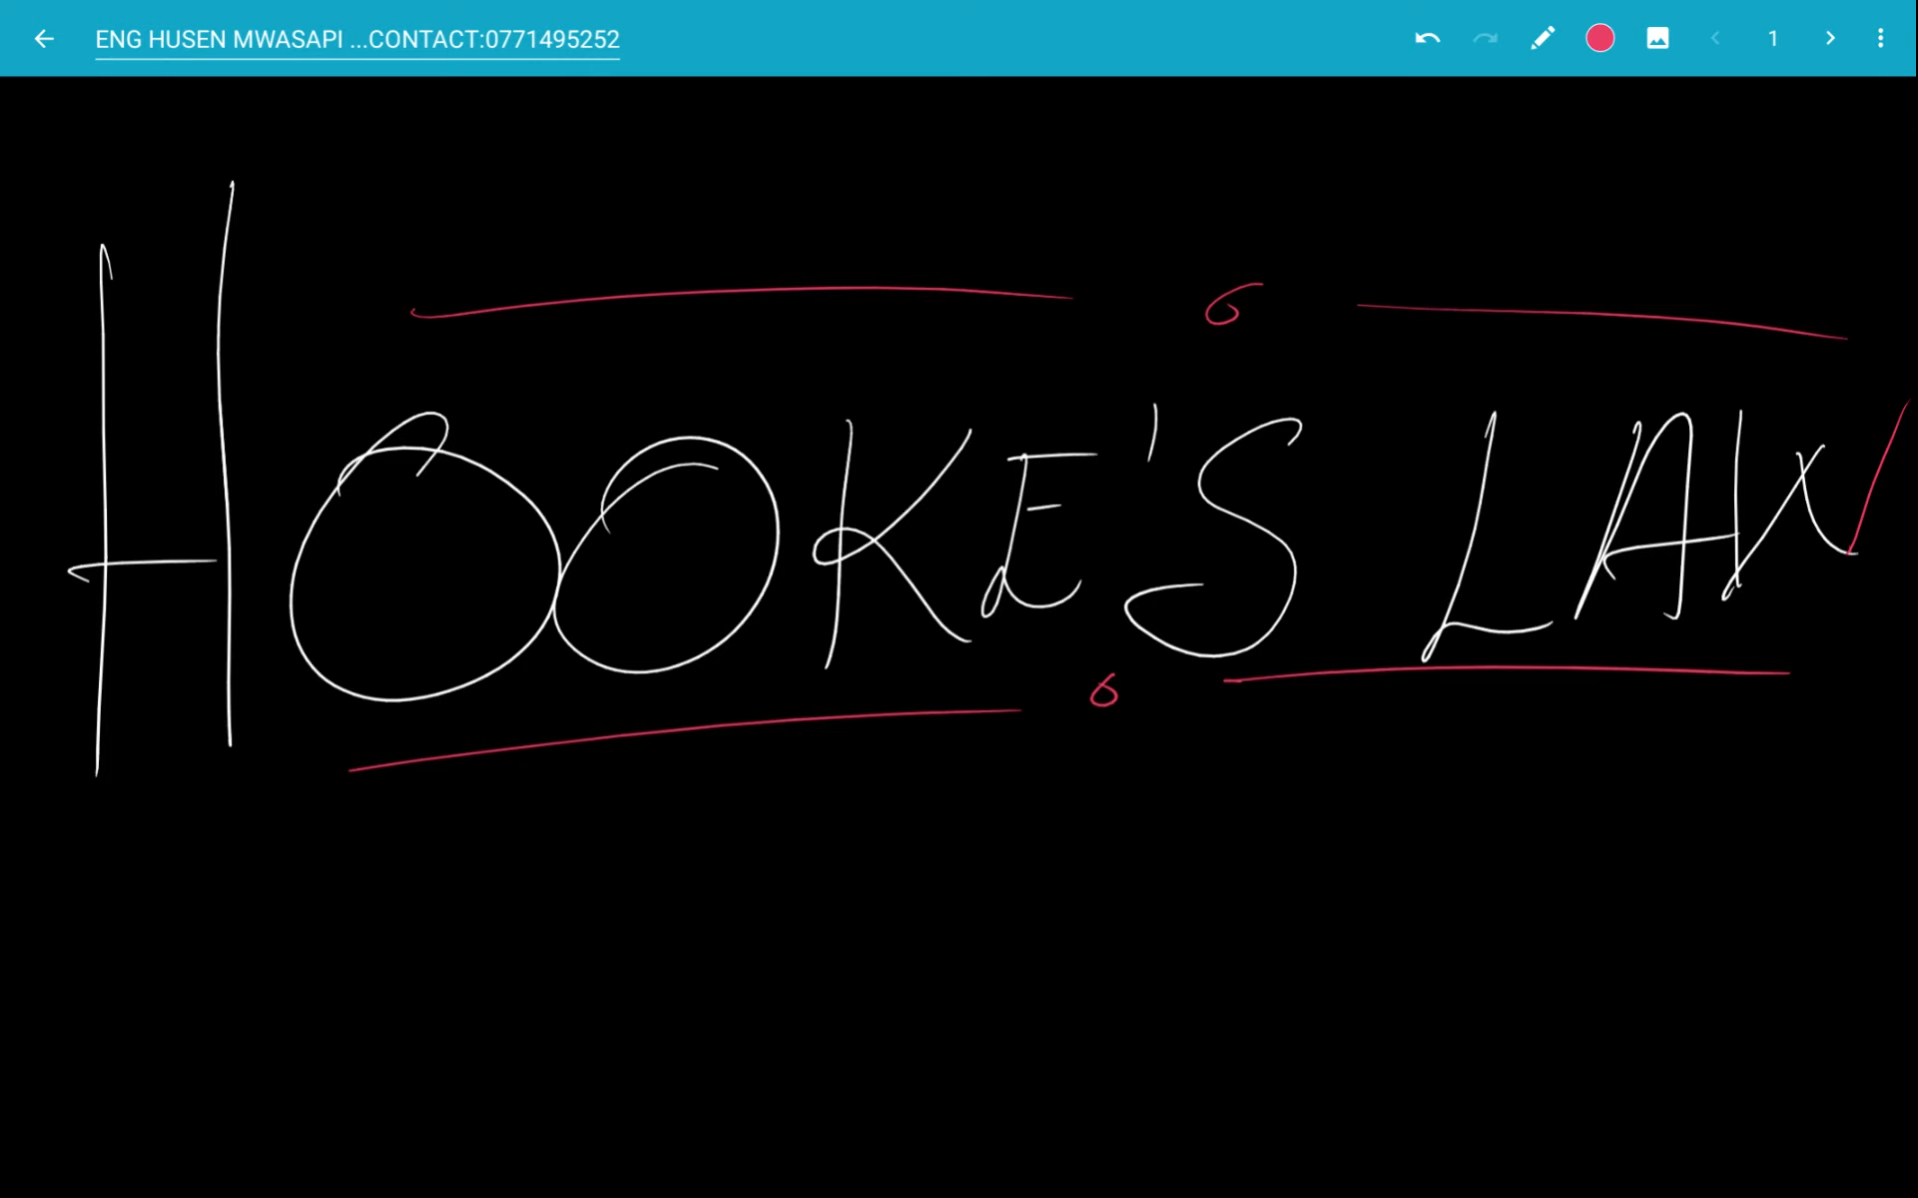 ENG HUSEN MWASAPI ...CONTACT:0771495252
1
HOOKE'S LAW